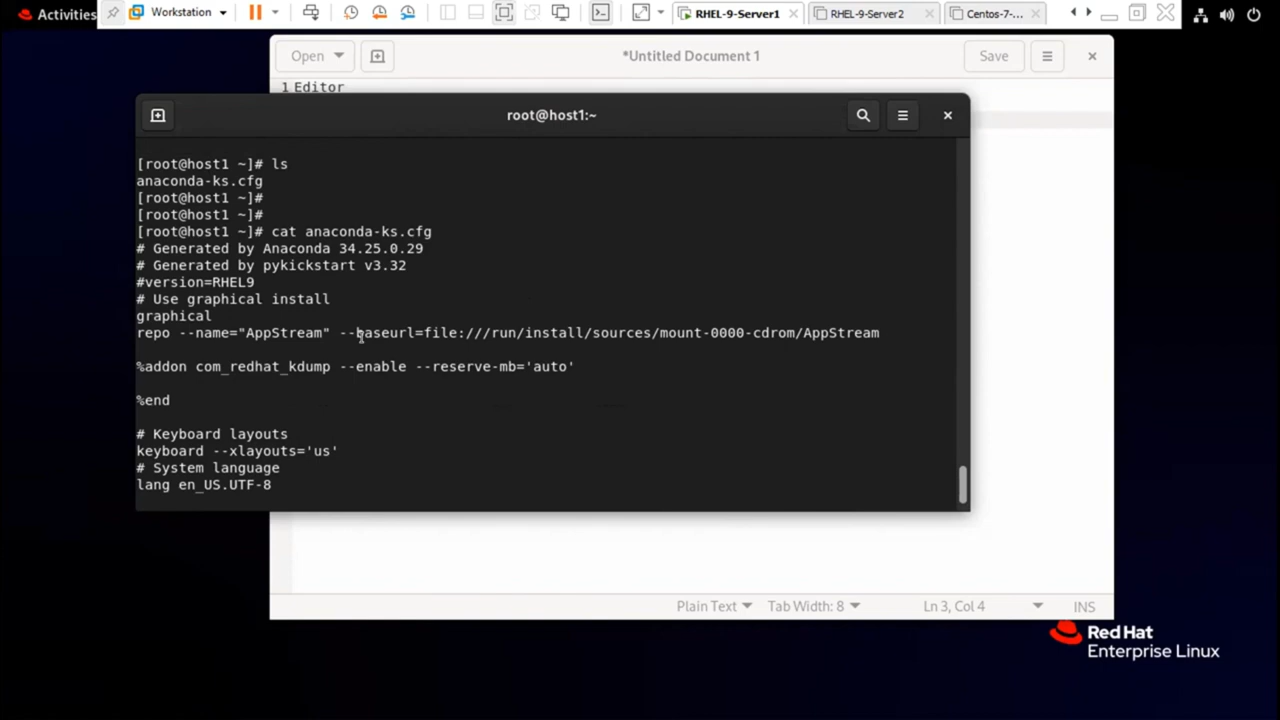 Activities
Workstation
RHEL-9-Server1
RHEL-9-Server2
Centos-7-...
Open
*Untitled Document 1
Save
1 Editor
root@host1:~
[root@host1 ~]# ls
anaconda-ks.cfg
[root@host1 ~]#
[root@host1 ~]#
[root@host1 ~]# cat anaconda-ks.cfg
# Generated by Anaconda 34.25.0.29
# Generated by pykickstart v3.32
#version=RHEL9
# Use graphical install
graphical
repo --name="AppStream" --baseurl=file:///run/install/sources/mount-0000-cdrom/AppStream
%addon com_redhat_kdump --enable --reserve-mb='auto'
%end
# Keyboard layouts
keyboard --xlayouts='us'
# System language
lang en_US.UTF-8
Plain Text
Tab Width: 8
Ln 3, Col 4
INS
Red Hat
Enterprise Linux